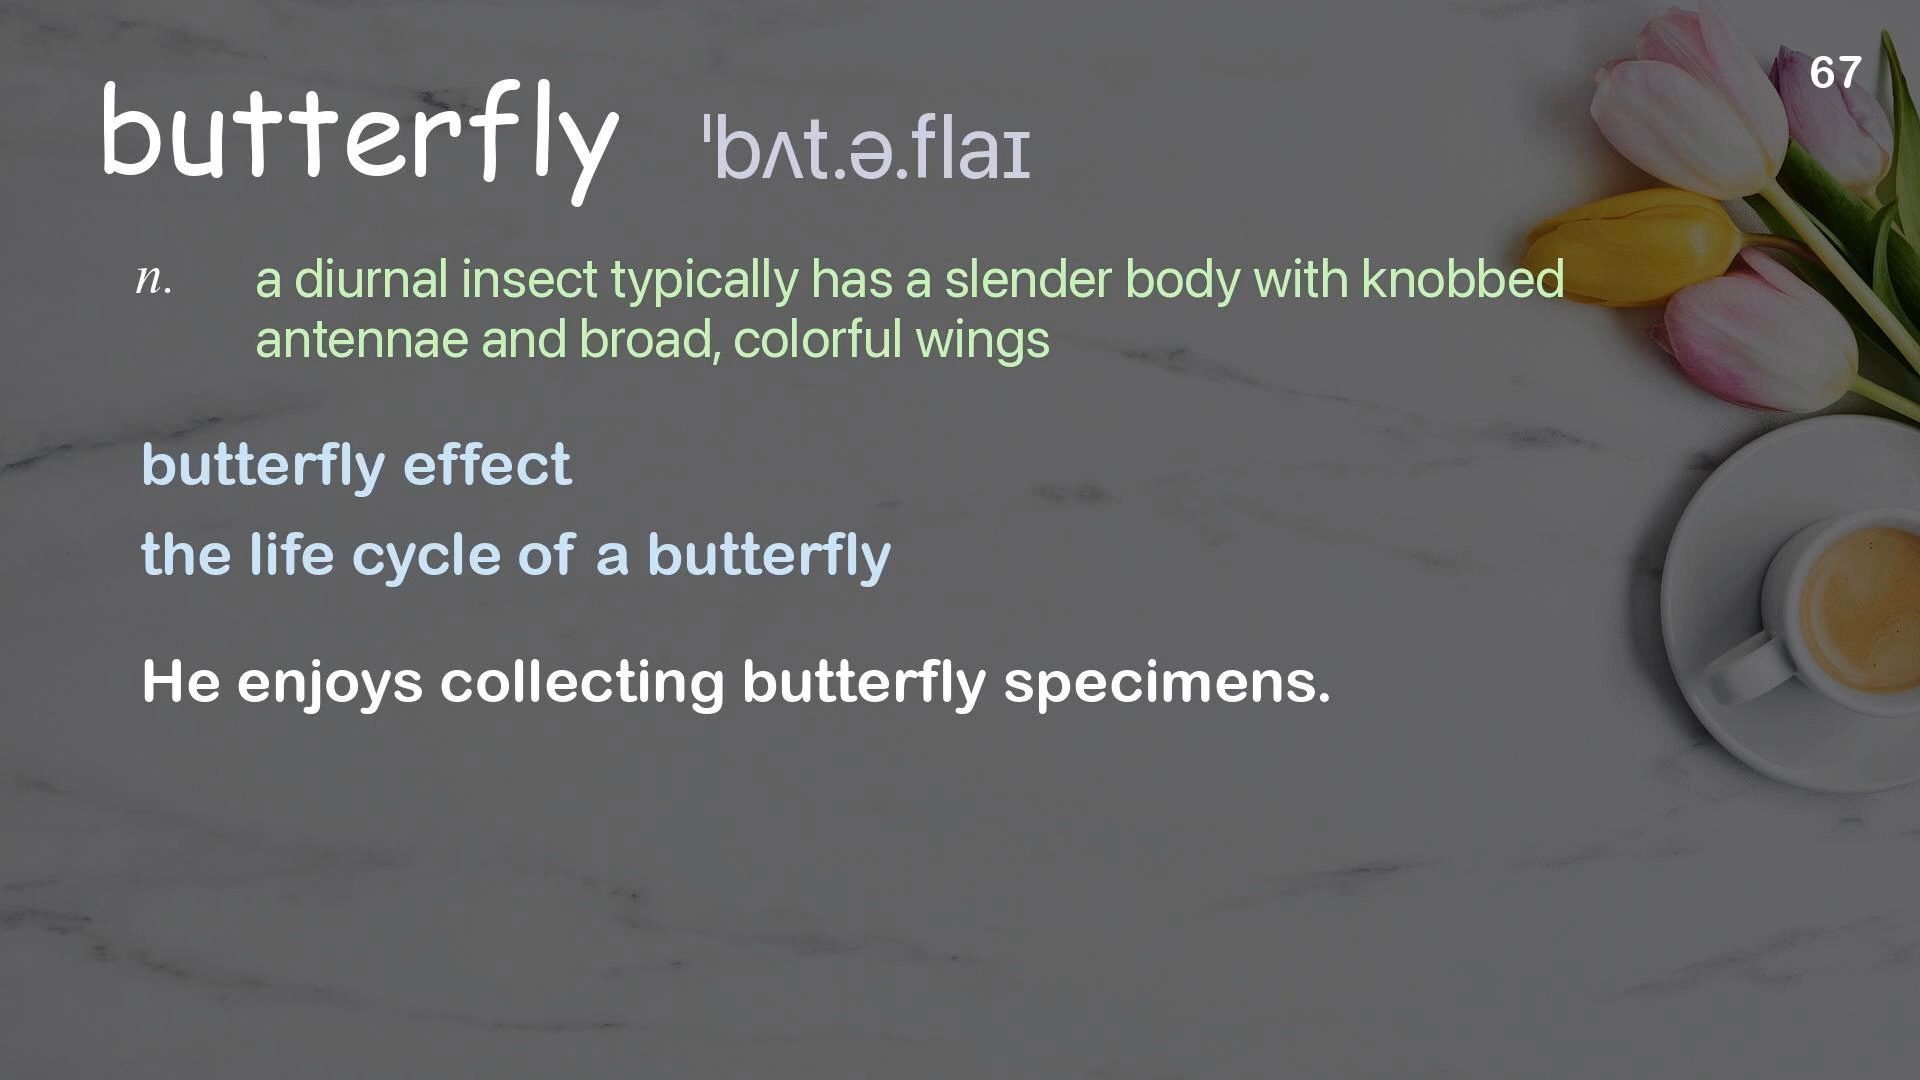 67
butterfly ˈbʌt.ə.flaɪ
n. a diurnal insect typically has a slender body with knobbed
antennae and broad, colorful wings
butterfly effect
the life cycle of a butterfly
He enjoys collecting butterfly specimens.